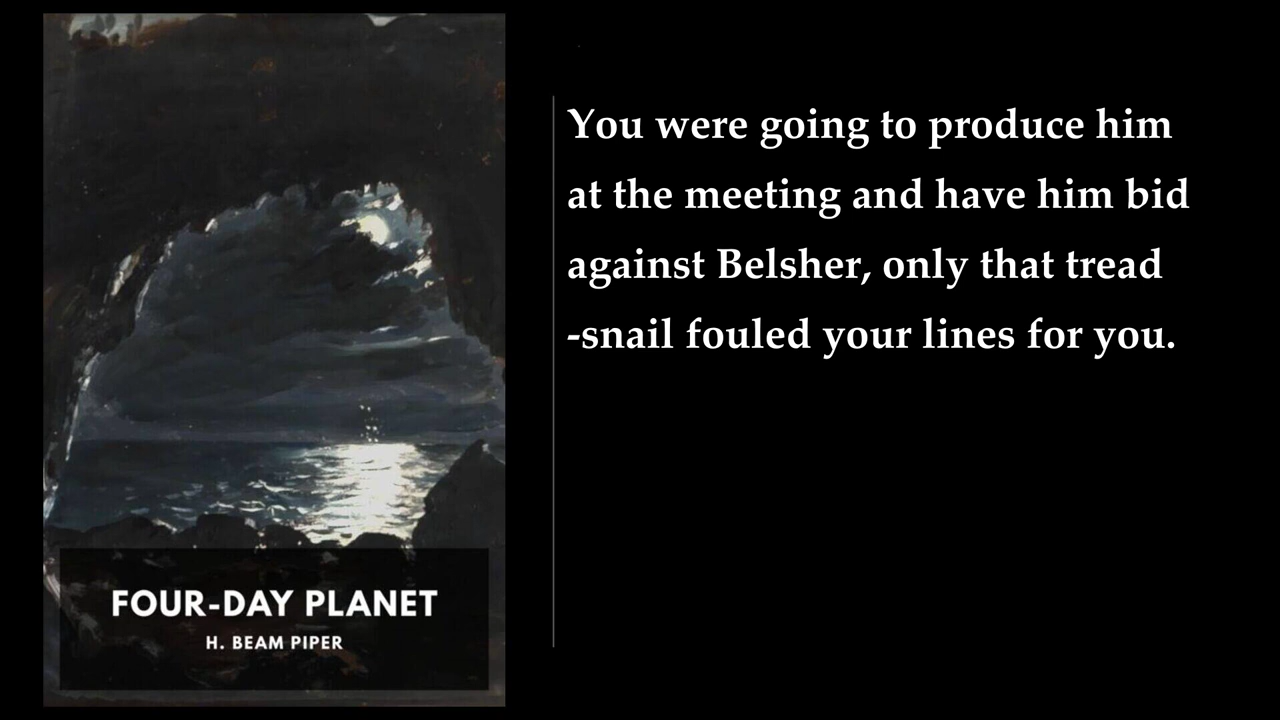 FOUR-DAY PLANET
H. BEAM PIPER
You were going to produce him
at the meeting and have him bid
against Belsher, only that tread
-snail fouled your lines for you.